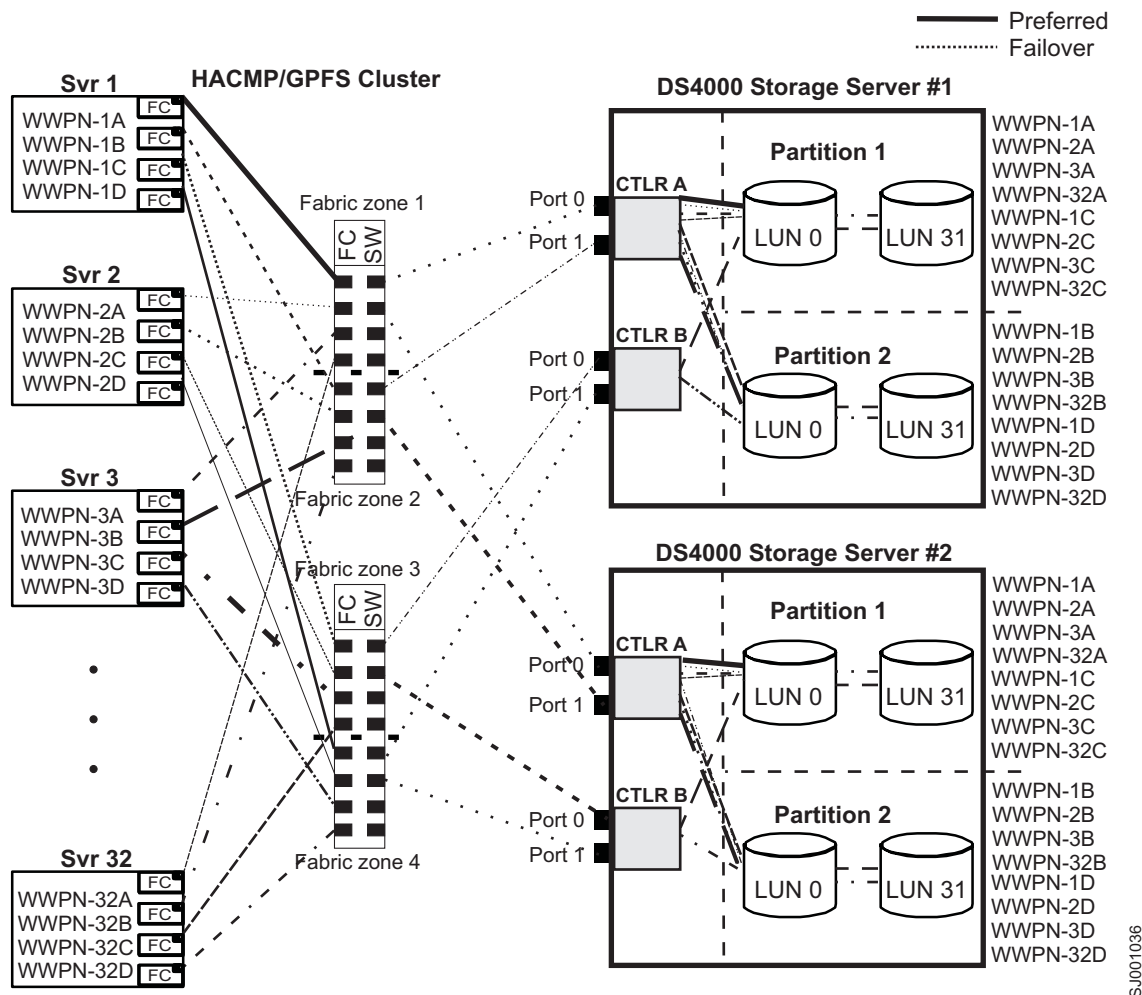 Preferred
Failover
HACMP/GPFS Cluster
Svr 1
WWPN-1A
WWPN-1B
WWPN-1C
WWPN-1D
FC
FC
FC
FC
Svr 2
WWPN-2A
WWPN-2B
WWPN-2C
WWPN-2D
FC
FC
FC
FC
Svr 3
WWPN-3A
WWPN-3B
WWPN-3C
WWPN-3D
FC
FC
FC
FC
Svr 32
WWPN-32A
WWPN-32B
WWPN-32C
WWPN-32D
FC
FC
FC
FC
Fabric zone 1
FC
SW
Fabric zone 2
Fabric zone 3
FC
SW
Fabric zone 4
DS4000 Storage Server #1
Port 0
Port 1
CTLR A
Port 0
Port 1
CTLR B
Partition 1
LUN 0
LUN 31
Partition 2
LUN 0
LUN 31
WWPN-1A
WWPN-2A
WWPN-3A
WWPN-32A
WWPN-1C
WWPN-2C
WWPN-3C
WWPN-32C
WWPN-1B
WWPN-2B
WWPN-3B
WWPN-32B
WWPN-1D
WWPN-2D
WWPN-3D
WWPN-32D
DS4000 Storage Server #2
Port 0
Port 1
CTLR A
Port 0
Port 1
CTLR B
Partition 1
LUN 0
LUN 31
Partition 2
LUN 0
LUN 31
WWPN-1A
WWPN-2A
WWPN-3A
WWPN-32A
WWPN-1C
WWPN-2C
WWPN-3C
WWPN-32C
WWPN-1B
WWPN-2B
WWPN-3B
WWPN-32B
WWPN-1D
WWPN-2D
WWPN-3D
WWPN-32D
SJ001036